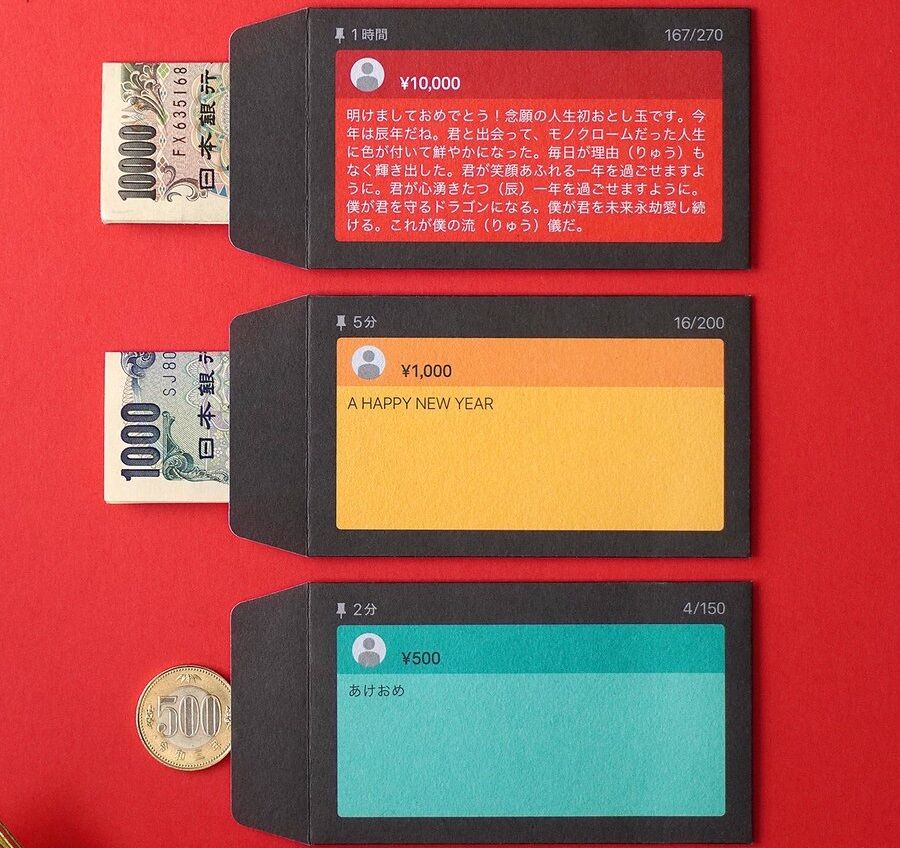 1時間
167/270
¥10,000
明けましておめでとう！念願の人生初おとし玉です。今
年は辰年だね。君と出会って、モノクロームだった人生
に色が付いて鮮やかになった。毎日が理由（りゅう）も
なく輝き出した。君が笑顔あふれる一年を過ごせますよ
うに。君が心湧きたつ（辰）一年を過ごせますように。
僕が君を守るドラゴンになる。僕が君を未来永劫愛し続
ける。これが僕の流（りゅう）儀だ。
10000
FX635168
日本銀行
5分
16/200
¥1,000
A HAPPY NEW YEAR
1000
SJ80
日本銀行
2分
4/150
¥500
あけおめ
500
令和三年